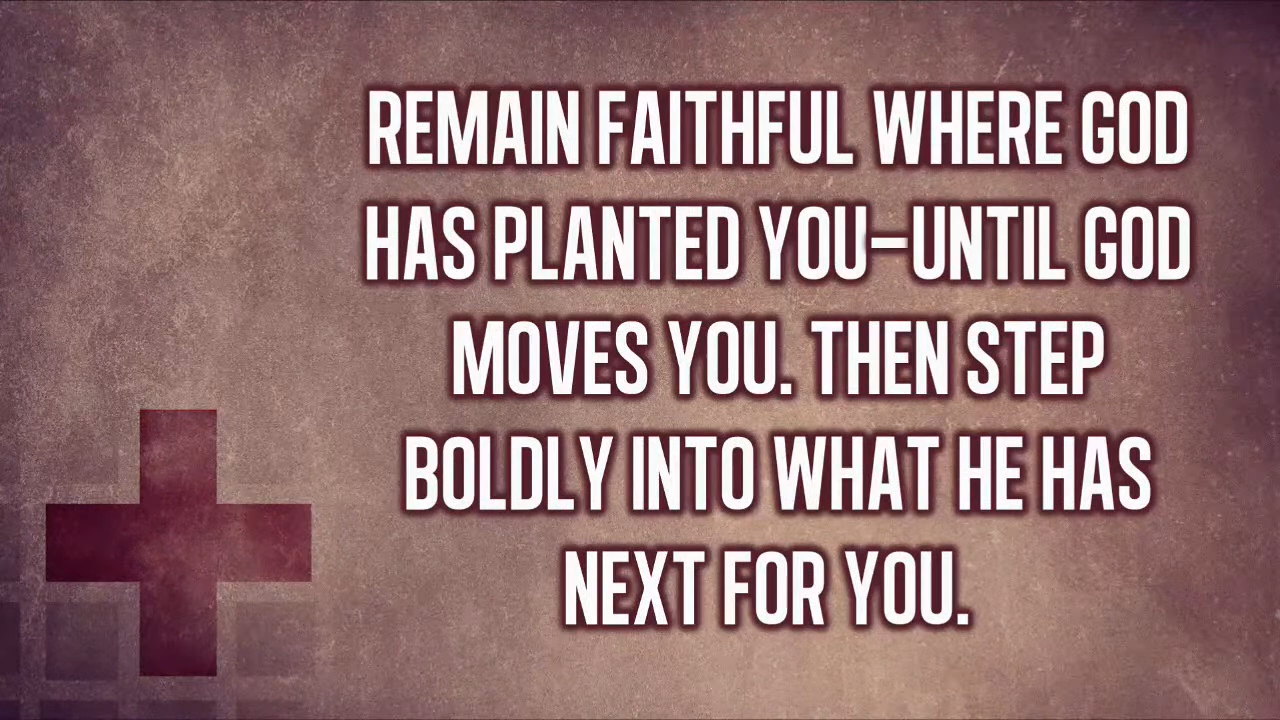 REMAIN FAITHFUL WHERE GOD
HAS PLANTED YOU–UNTIL GOD
MOVES YOU. THEN STEP
BOLDLY INTO WHAT HE HAS
NEXT FOR YOU.